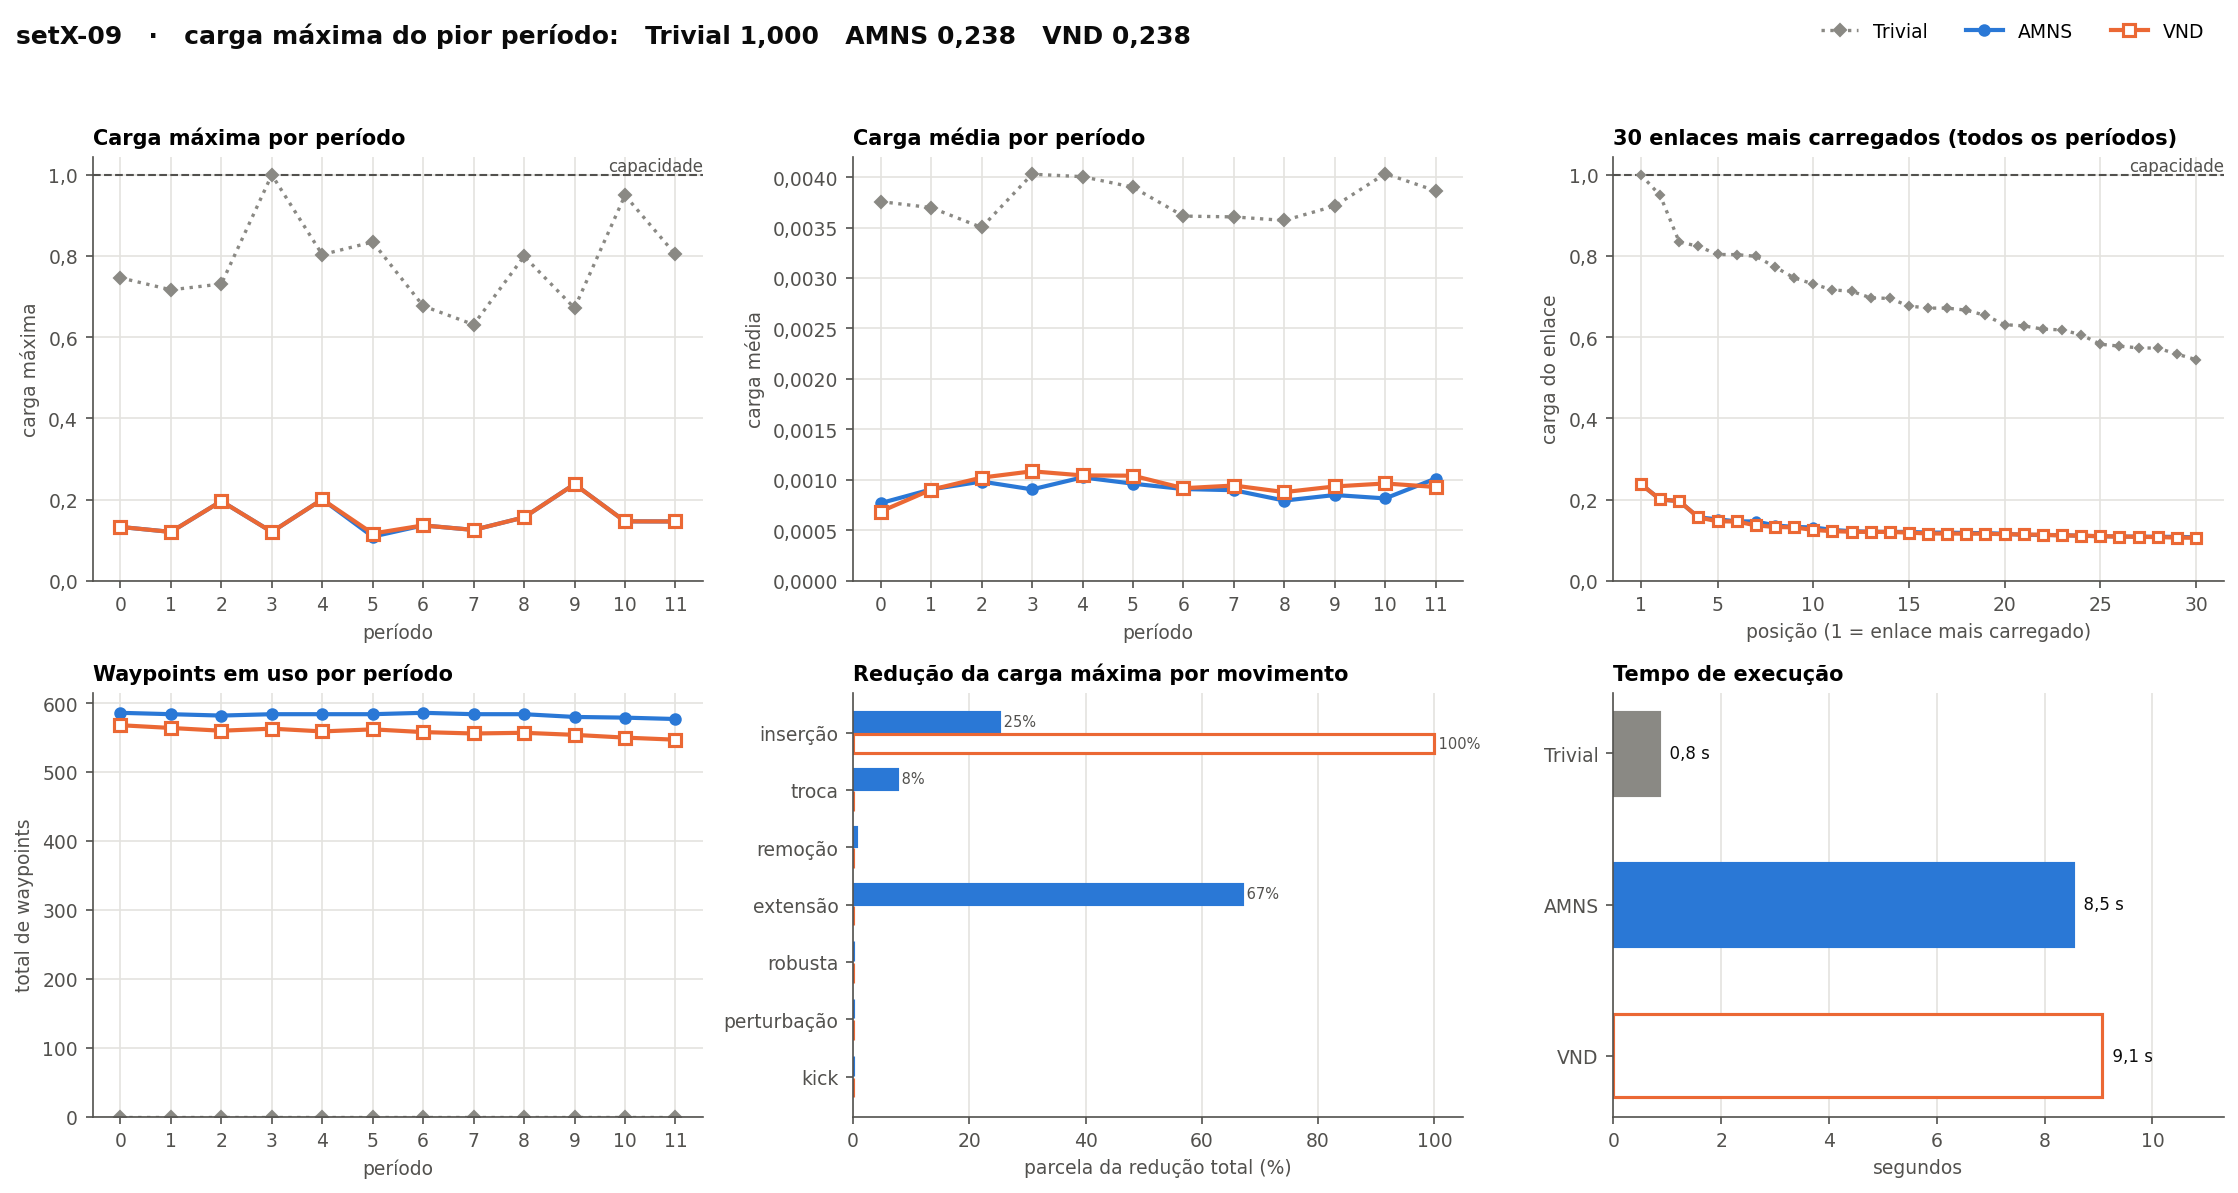 setX-09 · carga máxima do pior período: Trivial 1,000 AMNS 0,238 VND 0,238
Trivial AMNS VND
Carga máxima por período
capacidade
carga máxima
1,0
0,8
0,6
0,4
0,2
0,0
0 1 2 3 4 5 6 7 8 9 10 11
período
Carga média por período
carga média
0,0040
0,0035
0,0030
0,0025
0,0020
0,0015
0,0010
0,0005
0,0000
0 1 2 3 4 5 6 7 8 9 10 11
período
30 enlaces mais carregados (todos os períodos)
capacidade
carga do enlace
1,0
0,8
0,6
0,4
0,2
0,0
1 5 10 15 20 25 30
posição (1 = enlace mais carregado)
Waypoints em uso por período
total de waypoints
600
500
400
300
200
100
0
0 1 2 3 4 5 6 7 8 9 10 11
período
Redução da carga máxima por movimento
inserção 25%
100%
troca 8%
remoção
extensão 67%
robusta
perturbação
kick
0 20 40 60 80 100
parcela da redução total (%)
Tempo de execução
Trivial 0,8 s
AMNS 8,5 s
VND 9,1 s
0 2 4 6 8 10
segundos